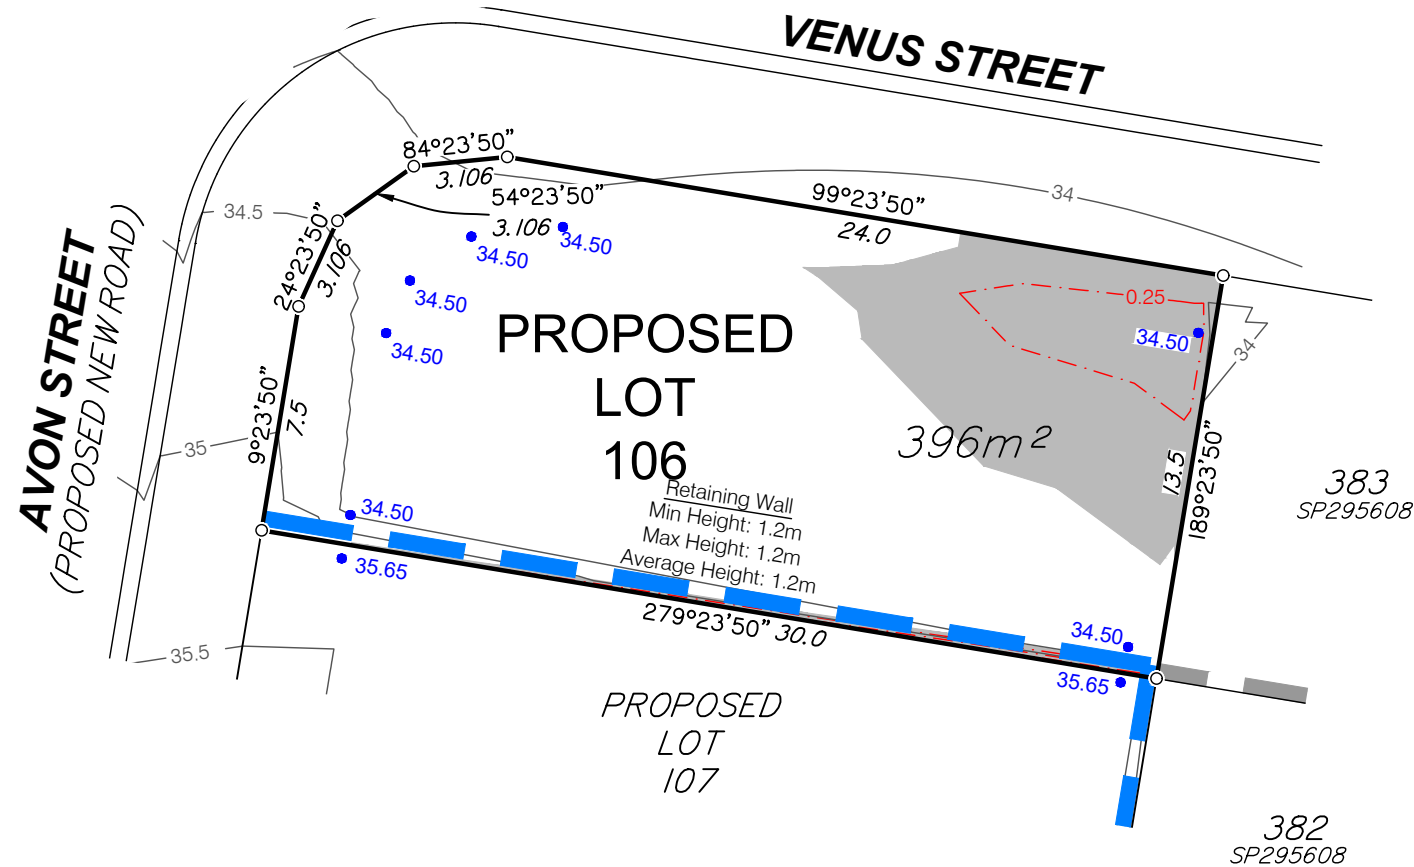 VENUS STREET
84°23'50"
3.106
54°23'50"
3.106
99°23'50"
24.0
34
34.5
24°23'50"
3.106
34.50
34.50
34.50
34.50
0.25
34.50
34
AVON STREET
(PROPOSED NEW ROAD)
PROPOSED
LOT
106
396m²
9°23'50"
7.5
35
13.5
189°23'50"
383
SP295608
Retaining Wall
Min Height: 1.2m
Max Height: 1.2m
Average Height: 1.2m
34.50
35.65
279°23'50" 30.0
34.50
35.65
35.5
PROPOSED
LOT
107
382
SP295608